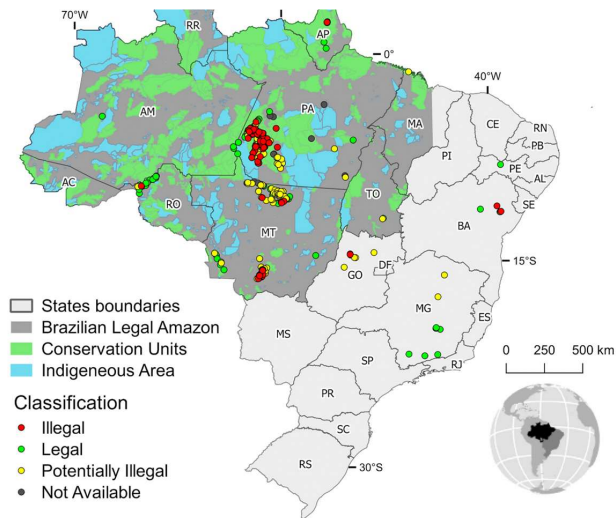 70°W
RR
AP
0°
AM
PA
40°W
MA
CE
RN
PB
PI
PE
AL
AC
TO
SE
RO
BA
MT
15°S
DF
GO
MG
States boundaries
ES
Brazilian Legal Amazon
MS
Conservation Units
SP
RJ
0 250 500 km
Indigeneous Area
PR
Classification
Illegal
SC
Legal
RS
Potentially Illegal
30°S
Not Available